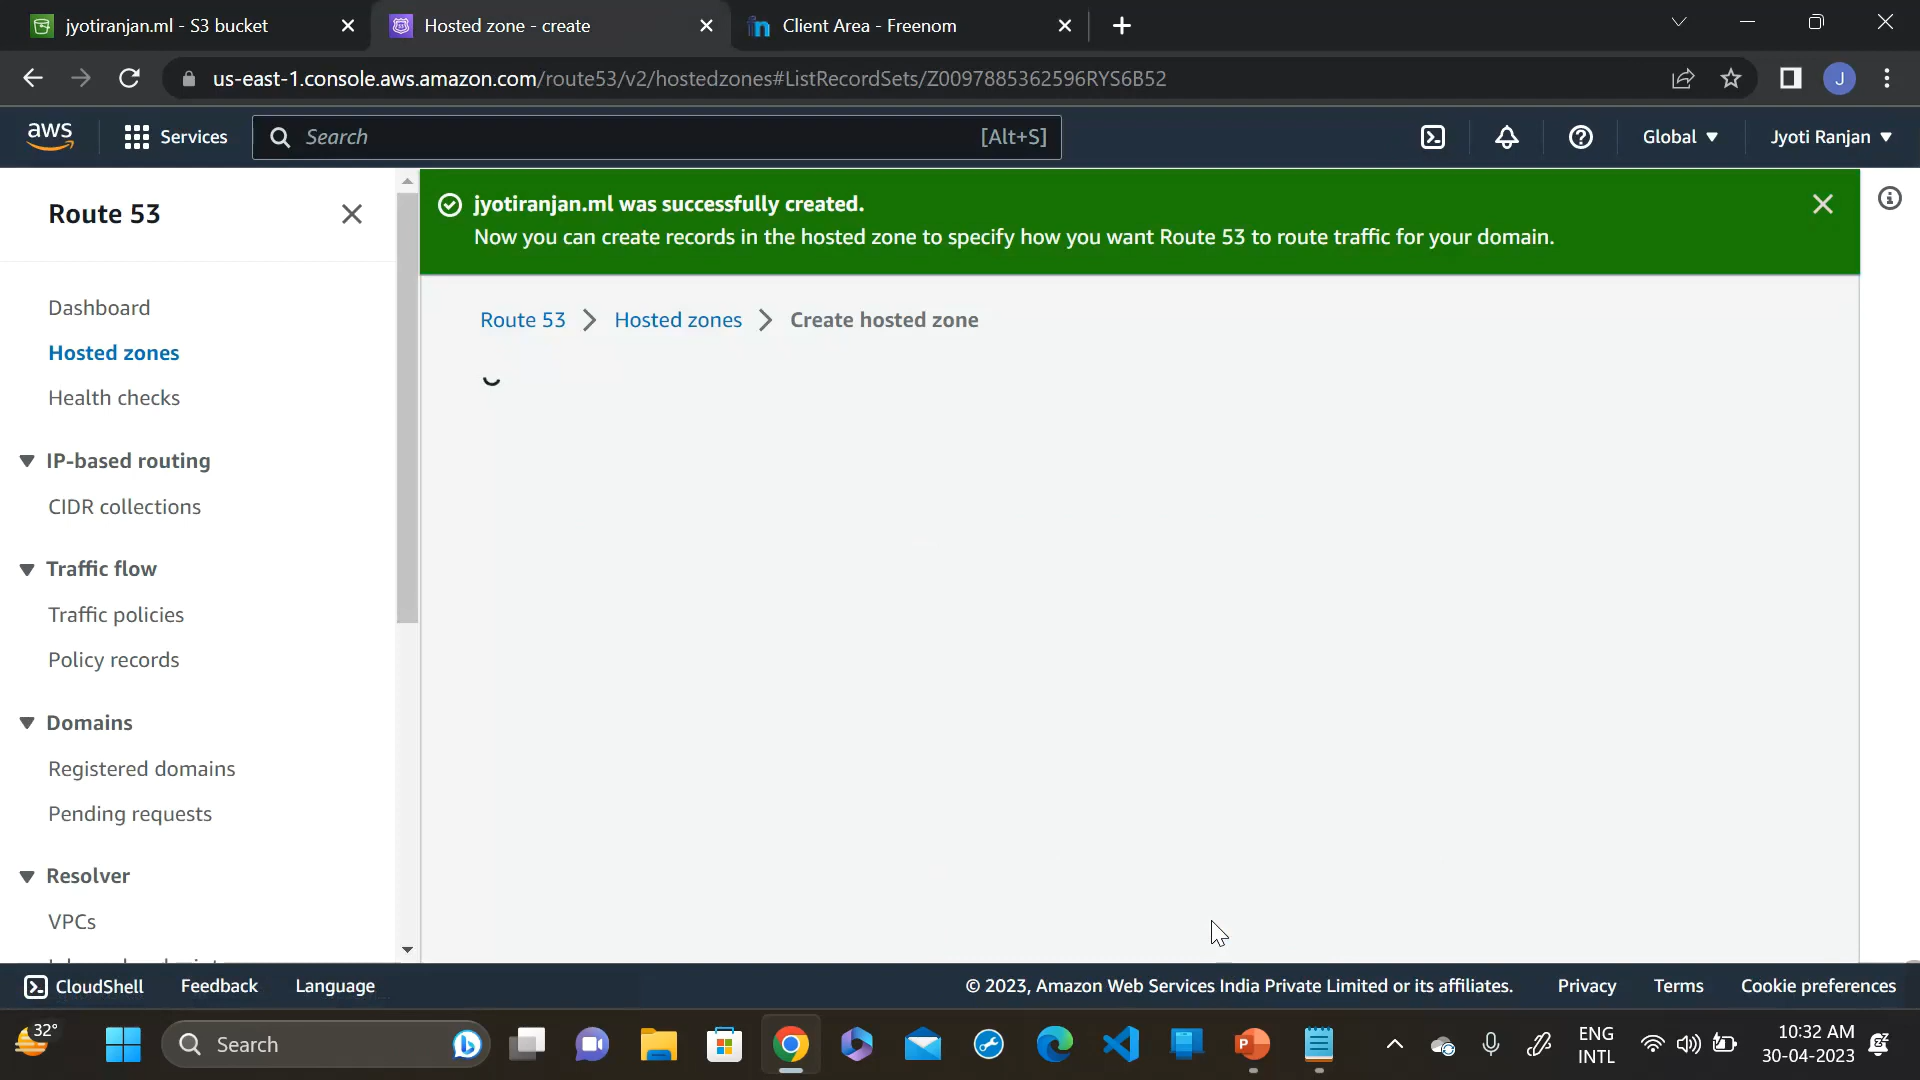 jyotiranjan.ml - S3 bucket
Hosted zone - create
Client Area - Freenom
us-east-1.console.aws.amazon.com/route53/v2/hostedzones#ListRecordSets/Z0097885362596RYS6B52
J
aws
Services
Search
[Alt+S]
Global
Jyoti Ranjan
Route 53
Dashboard
Hosted zones
Health checks
IP-based routing
CIDR collections
Traffic flow
Traffic policies
Policy records
Domains
Registered domains
Pending requests
Resolver
VPCs
jyotiranjan.ml was successfully created.
Now you can create records in the hosted zone to specify how you want Route 53 to route traffic for your domain.
Route 53 > Hosted zones > Create hosted zone
CloudShell
Feedback
Language
© 2023, Amazon Web Services India Private Limited or its affiliates.
Privacy
Terms
Cookie preferences
32°
Search
ENG
INTL
10:32 AM
30-04-2023